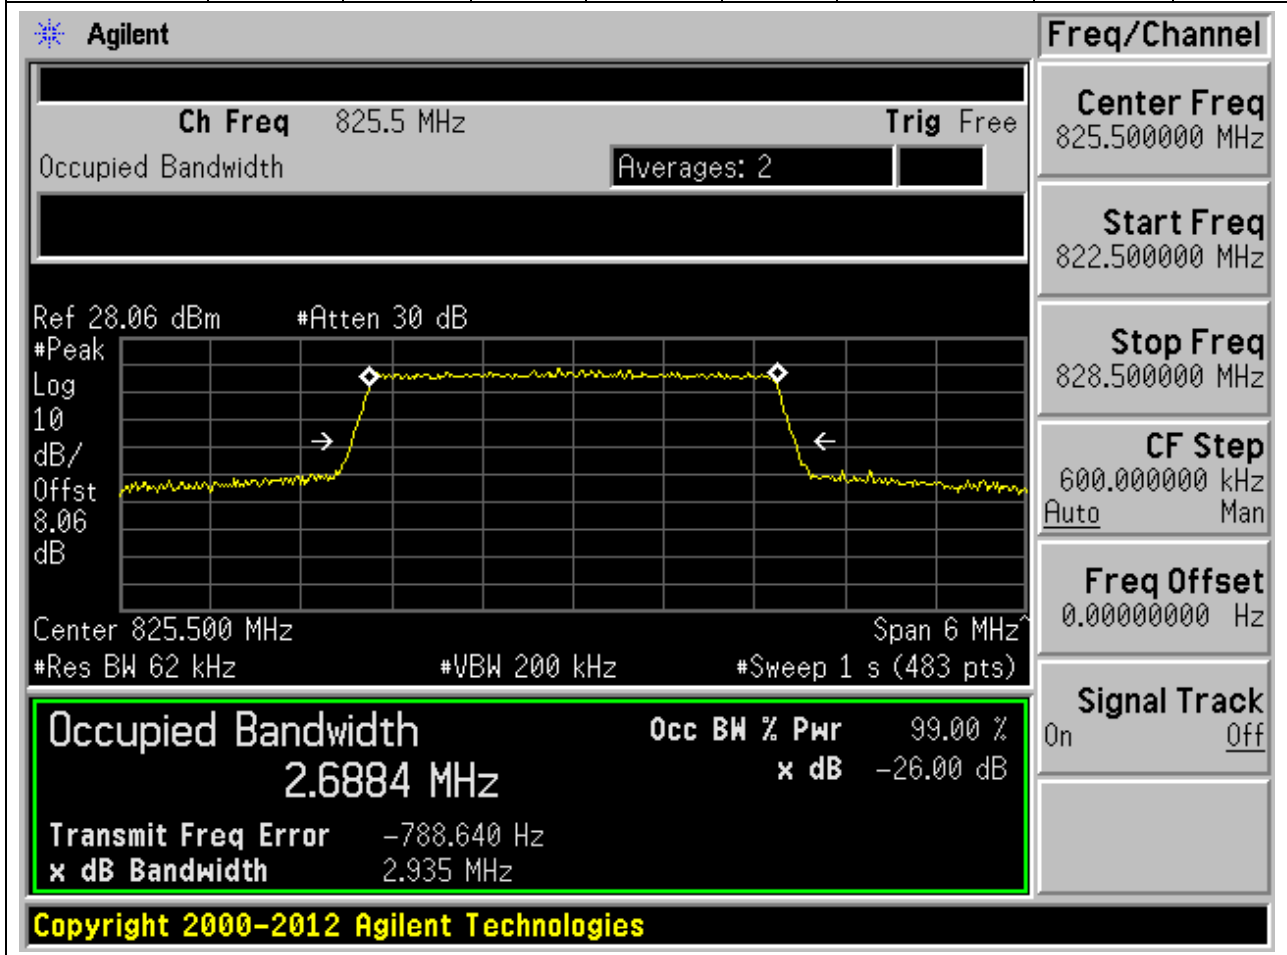 Agilent
Freq/Channel
Ch Freq 825.5 MHz Trig Free
Occupied Bandwidth Averages: 2
Center Freq
825.500000 MHz
Start Freq
822.500000 MHz
Stop Freq
828.500000 MHz
CF Step
600.000000 kHz
Auto Man
Freq Offset
0.00000000 Hz
Signal Track
On Off
Ref 28.06 dBm #Atten 30 dB
#Peak
Log
10
dB/
Offst
8.06
dB
Center 825.500 MHz Span 6 MHz^
#Res BW 62 kHz #VBW 200 kHz #Sweep 1 s (483 pts)
Occupied Bandwidth Occ BW % Pwr 99.00 %
2.6884 MHz x dB -26.00 dB
Transmit Freq Error -788.640 Hz
x dB Bandwidth 2.935 MHz
Copyright 2000-2012 Agilent Technologies